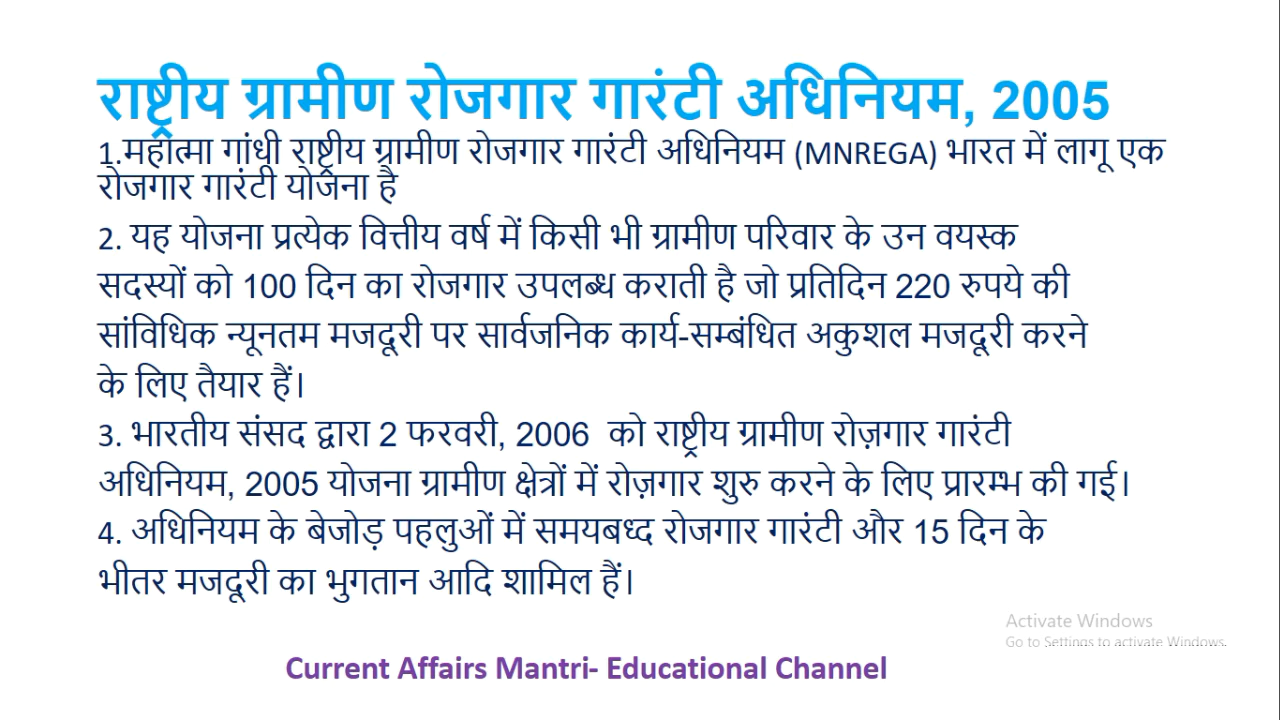 राष्ट्रीय ग्रामीण रोजगार गारंटी अधिनियम, 2005
1.महात्मा गांधी राष्ट्रीय ग्रामीण रोजगार गारंटी अधिनियम (MNREGA) भारत में लागू एक
रोजगार गारंटी योजना है
2. यह योजना प्रत्येक वित्तीय वर्ष में किसी भी ग्रामीण परिवार के उन वयस्क
सदस्यों को 100 दिन का रोजगार उपलब्ध कराती है जो प्रतिदिन 220 रुपये की
सांविधिक न्यूनतम मजदूरी पर सार्वजनिक कार्य-सम्बंधित अकुशल मजदूरी करने
के लिए तैयार हैं।
3. भारतीय संसद द्वारा 2 फरवरी, 2006 को राष्ट्रीय ग्रामीण रोज़गार गारंटी
अधिनियम, 2005 योजना ग्रामीण क्षेत्रों में रोज़गार शुरु करने के लिए प्रारम्भ की गई।
4. अधिनियम के बेजोड़ पहलुओं में समयबध्द रोजगार गारंटी और 15 दिन के
भीतर मजदूरी का भुगतान आदि शामिल हैं।
Activate Windows
Go to Settings to activate Windows.
Current Affairs Mantri- Educational Channel